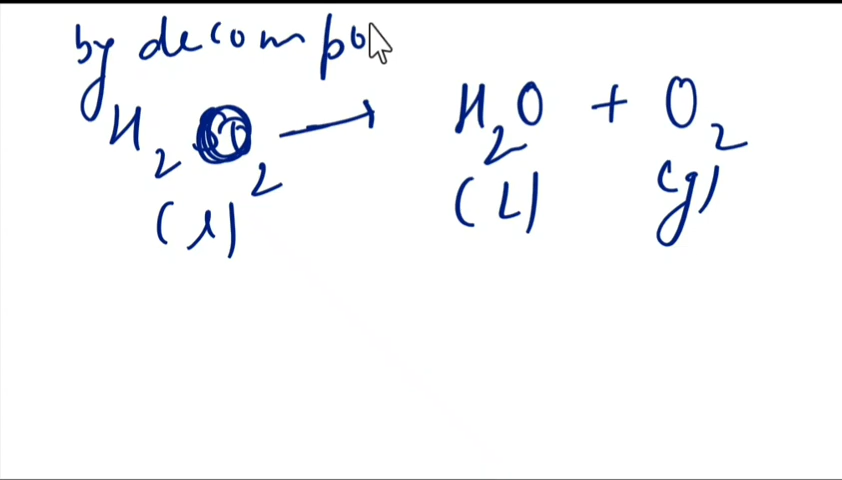 by decompo
H₂O₂ ⟶ H₂O + O₂
(l) (L) (g)